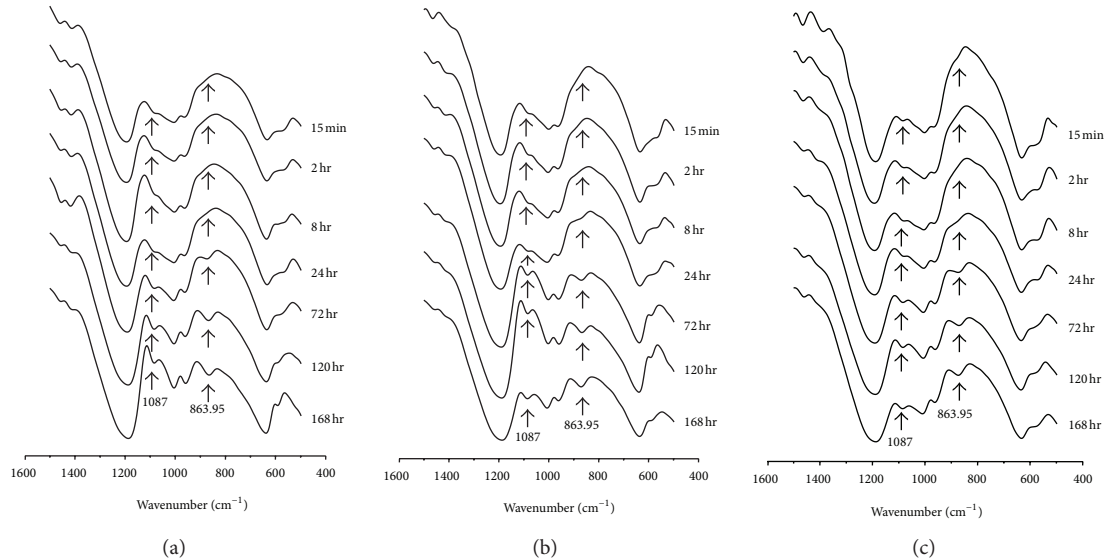 15 min
2 hr
8 hr
24 hr
72 hr
120 hr
168 hr
1087
863.95
1600 1400 1200 1000 800 600 400
Wavenumber (cm⁻¹)
(a)
15 min
2 hr
8 hr
24 hr
72 hr
120 hr
168 hr
1087
863.95
1600 1400 1200 1000 800 600 400
Wavenumber (cm⁻¹)
(b)
15 min
2 hr
8 hr
24 hr
72 hr
120 hr
168 hr
1087
863.95
1600 1400 1200 1000 800 600 400
Wavenumber (cm⁻¹)
(c)